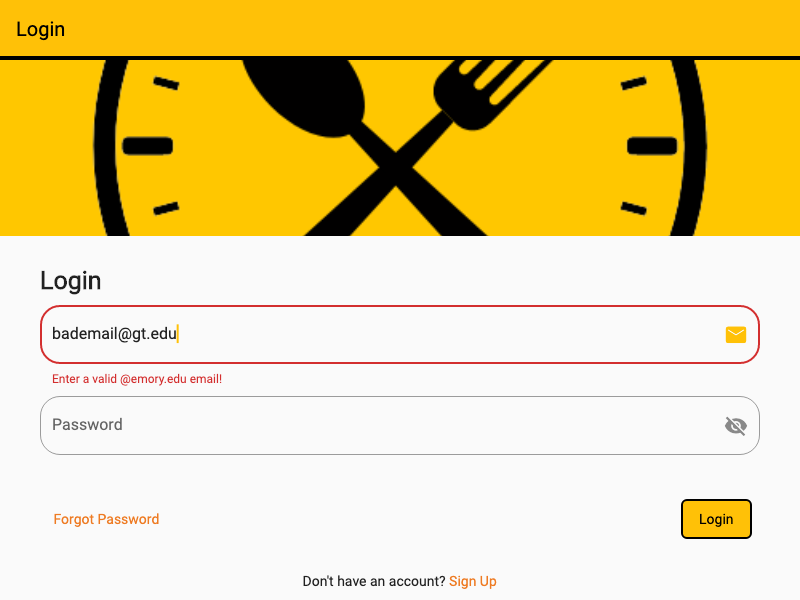 Login
Login
bademail@gt.edu
Enter a valid @emory.edu email!
Password
Forgot Password
Login
Don't have an account? Sign Up